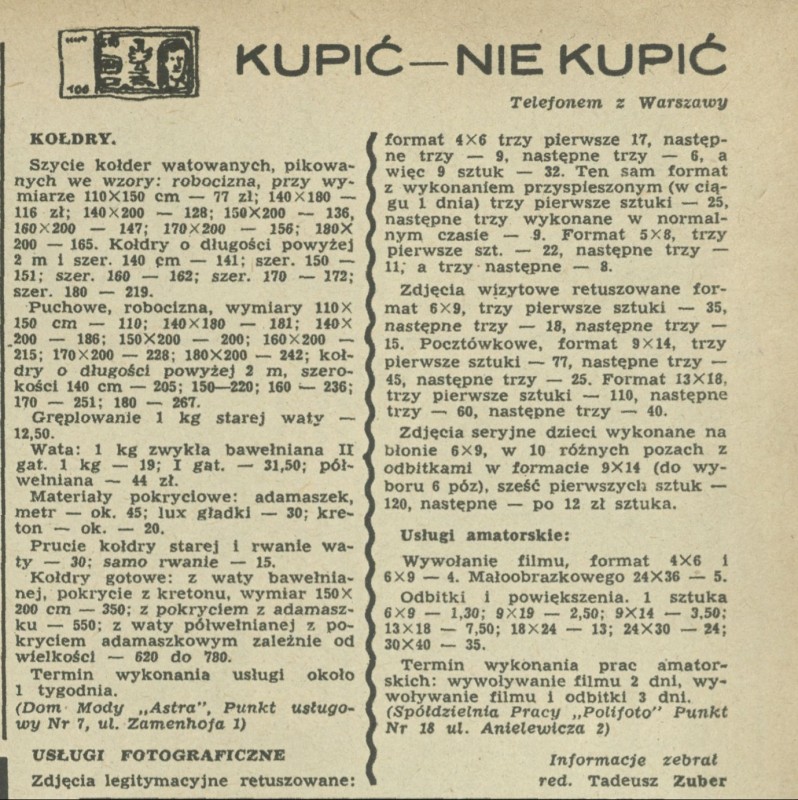 KUPIĆ—NIE KUPIĆ
Telefonem z Warszawy
KOŁDRY.
Szycie kołder watowanych, pikowa-
nych we wzory: robocizna, przy wy-
miarze 110×150 cm — 77 zł; 140×180 —
116 zł; 140×200 — 128; 150×200 — 136,
160×200 — 147; 170×200 — 156; 180×
200 — 165. Kołdry o długości powyżej
2 m i szer. 140 cm — 141; szer. 150 —
151; szer. 160 — 162; szer. 170 — 172;
szer. 180 — 219.
Puchowe, robocizna, wymiary 110×
150 cm — 110; 140×180 — 181; 140×
200 — 186; 150×200 — 200; 160×200 —
215; 170×200 — 228; 180×200 — 242; koł-
dry o długości powyżej 2 m, szero-
kości 140 cm — 205; 150—220; 160 — 236;
170 — 251; 180 — 267.
Gręplowanie 1 kg starej waty —
12,50.
Wata: 1 kg zwykła bawełniana II
gat. 1 kg — 19; I gat. — 31,50; pół-
wełniana — 44 zł.
Materiały pokryciowe: adamaszek,
metr — ok. 45; lux gładki — 30; kre-
ton — ok. — 20.
Prucie kołdry starej i rwanie wa-
ty — 30; samo rwanie — 15.
Kołdry gotowe: z waty bawełnia-
nej, pokrycie z kretonu, wymiar 150×
200 cm — 350; z pokryciem z adamasz-
ku — 550; z waty półwełnianej z po-
kryciem adamaszkowym zależnie od
wielkości — 620 do 780.
Termin wykonania usługi około
1 tygodnia.
(Dom Mody „Astra”, Punkt usługo-
wy Nr 7, ul. Zamenhofa 1)
USŁUGI FOTOGRAFICZNE
Zdjęcia legitymacyjne retuszowane:
format 4×6 trzy pierwsze 17, następ-
ne trzy — 9, następne trzy — 6, a
więc 9 sztuk — 32. Ten sam format
z wykonaniem przyspieszonym (w cią-
gu 1 dnia) trzy pierwsze sztuki — 25,
następne trzy wykonane w normal-
nym czasie — 9. Format 5×8, trzy
pierwsze szt. — 22, następne trzy —
11, a trzy następne — 8.
Zdjęcia wizytowe retuszowane for-
mat 6×9, trzy pierwsze sztuki — 35,
następne trzy — 18, następne trzy —
15. Pocztówkowe, format 9×14, trzy
pierwsze sztuki — 77, następne trzy —
45, następne trzy — 25. Format 13×18,
trzy pierwsze sztuki — 110, następne
trzy — 60, następne trzy — 40.
Zdjęcia seryjne dzieci wykonane na
błonie 6×9, w 10 różnych pozach z
odbitkami w formacie 9×14 (do wy-
boru 6 póz), sześć pierwszych sztuk —
120, następne — po 12 zł sztuka.
Usługi amatorskie:
Wywołanie filmu, format 4×6 i
6×9 — 4. Małoobrazkowego 24×36 — 5.
Odbitki i powiększenia. 1 sztuka
6×9 — 1,30; 9×19 — 2,50; 9×14 — 3,50;
13×18 — 7,50; 18×24 — 13; 24×30 — 24;
30×40 — 35.
Termin wykonania prac amator-
skich: wywoływanie filmu 2 dni, wy-
woływanie filmu i odbitki 3 dni.
(Spółdzielnia Pracy „Polifoto” Punkt
Nr 18 ul. Anielewicza 2)
Informacje zebrał
red. Tadeusz Zuber